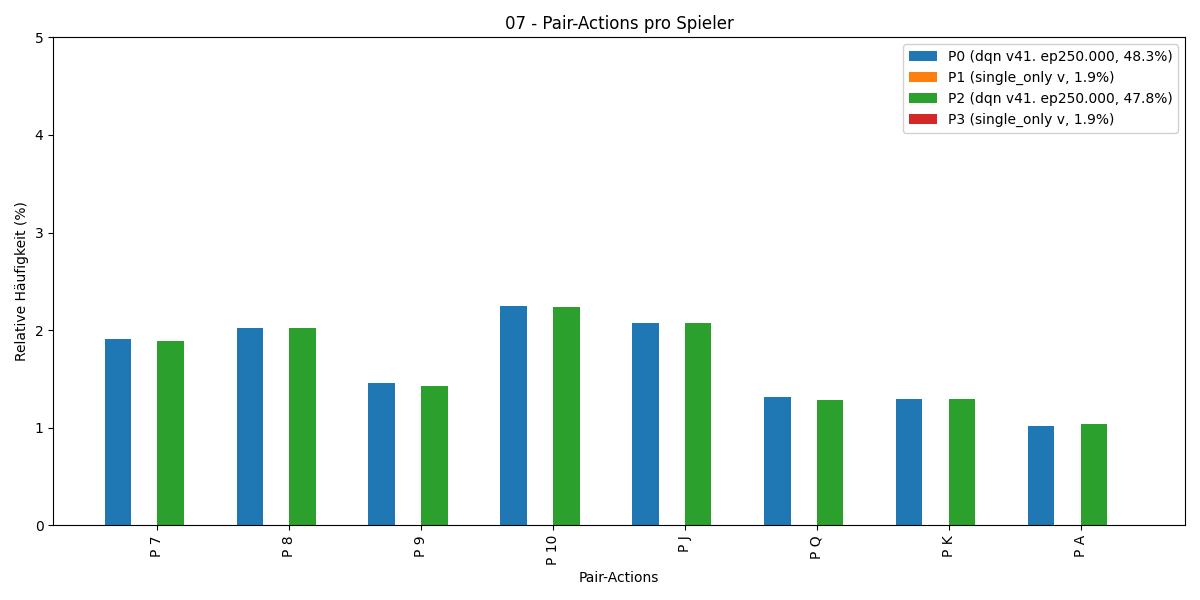 07 - Pair-Actions pro Spieler
P0 (dqn v41. ep250.000, 48.3%)
P1 (single_only v, 1.9%)
P2 (dqn v41. ep250.000, 47.8%)
P3 (single_only v, 1.9%)
Relative Häufigkeit (%)
5
4
3
2
1
0
P 7
P 8
P 9
P 10
P J
P Q
P K
P A
Pair-Actions